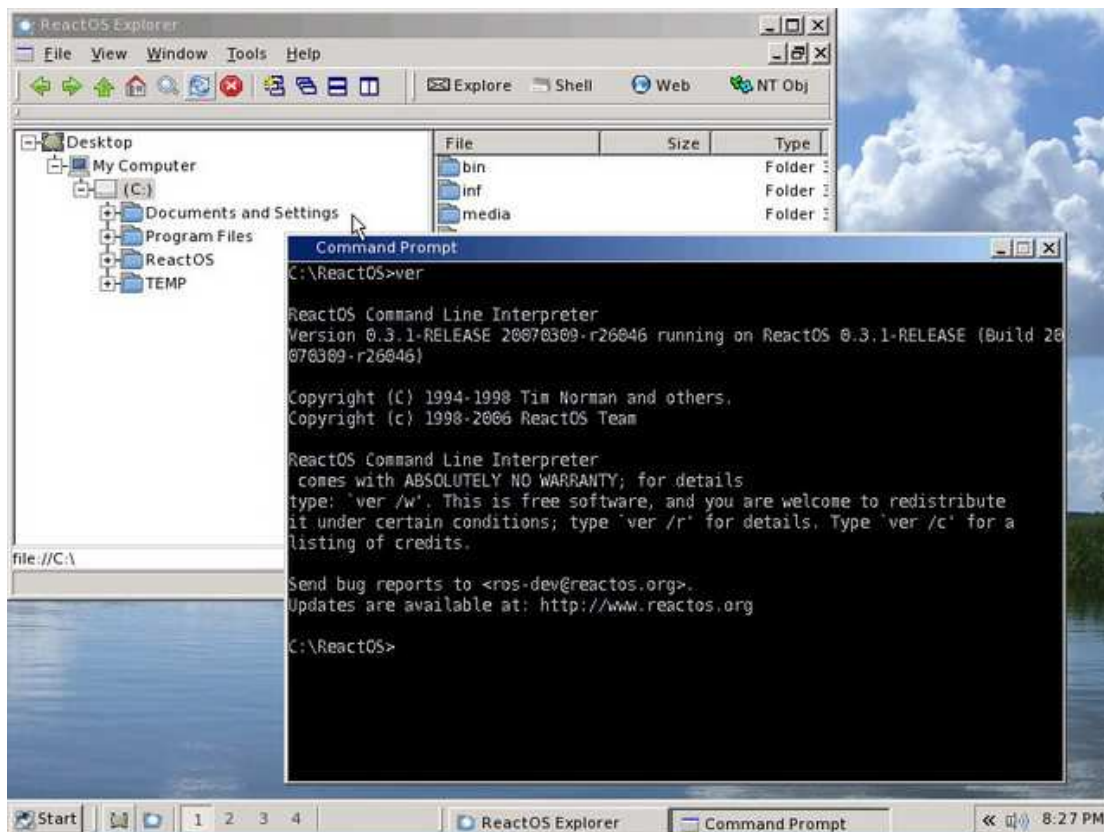 ReactOS Explorer
File View Window Tools Help
Explore Shell Web NT Obj
Desktop
My Computer
(C:)
Documents and Settings
Program Files
ReactOS
TEMP
File Size Type
bin Folder
inf Folder
media Folder
file://C:\
Command Prompt
C:\ReactOS>ver
ReactOS Command Line Interpreter
Version 0.3.1-RELEASE 20070309-r26046 running on ReactOS 0.3.1-RELEASE (Build 20
070309-r26046)
Copyright (C) 1994-1998 Tim Norman and others.
Copyright (c) 1998-2006 ReactOS Team
ReactOS Command Line Interpreter
comes with ABSOLUTELY NO WARRANTY; for details
type: `ver /w'. This is free software, and you are welcome to redistribute
it under certain conditions; type `ver /r' for details. Type `ver /c' for a
listing of credits.
Send bug reports to <ros-dev@reactos.org>.
Updates are available at: http://www.reactos.org
C:\ReactOS>
Start 1 2 3 4 ReactOS Explorer Command Prompt « 8:27 PM